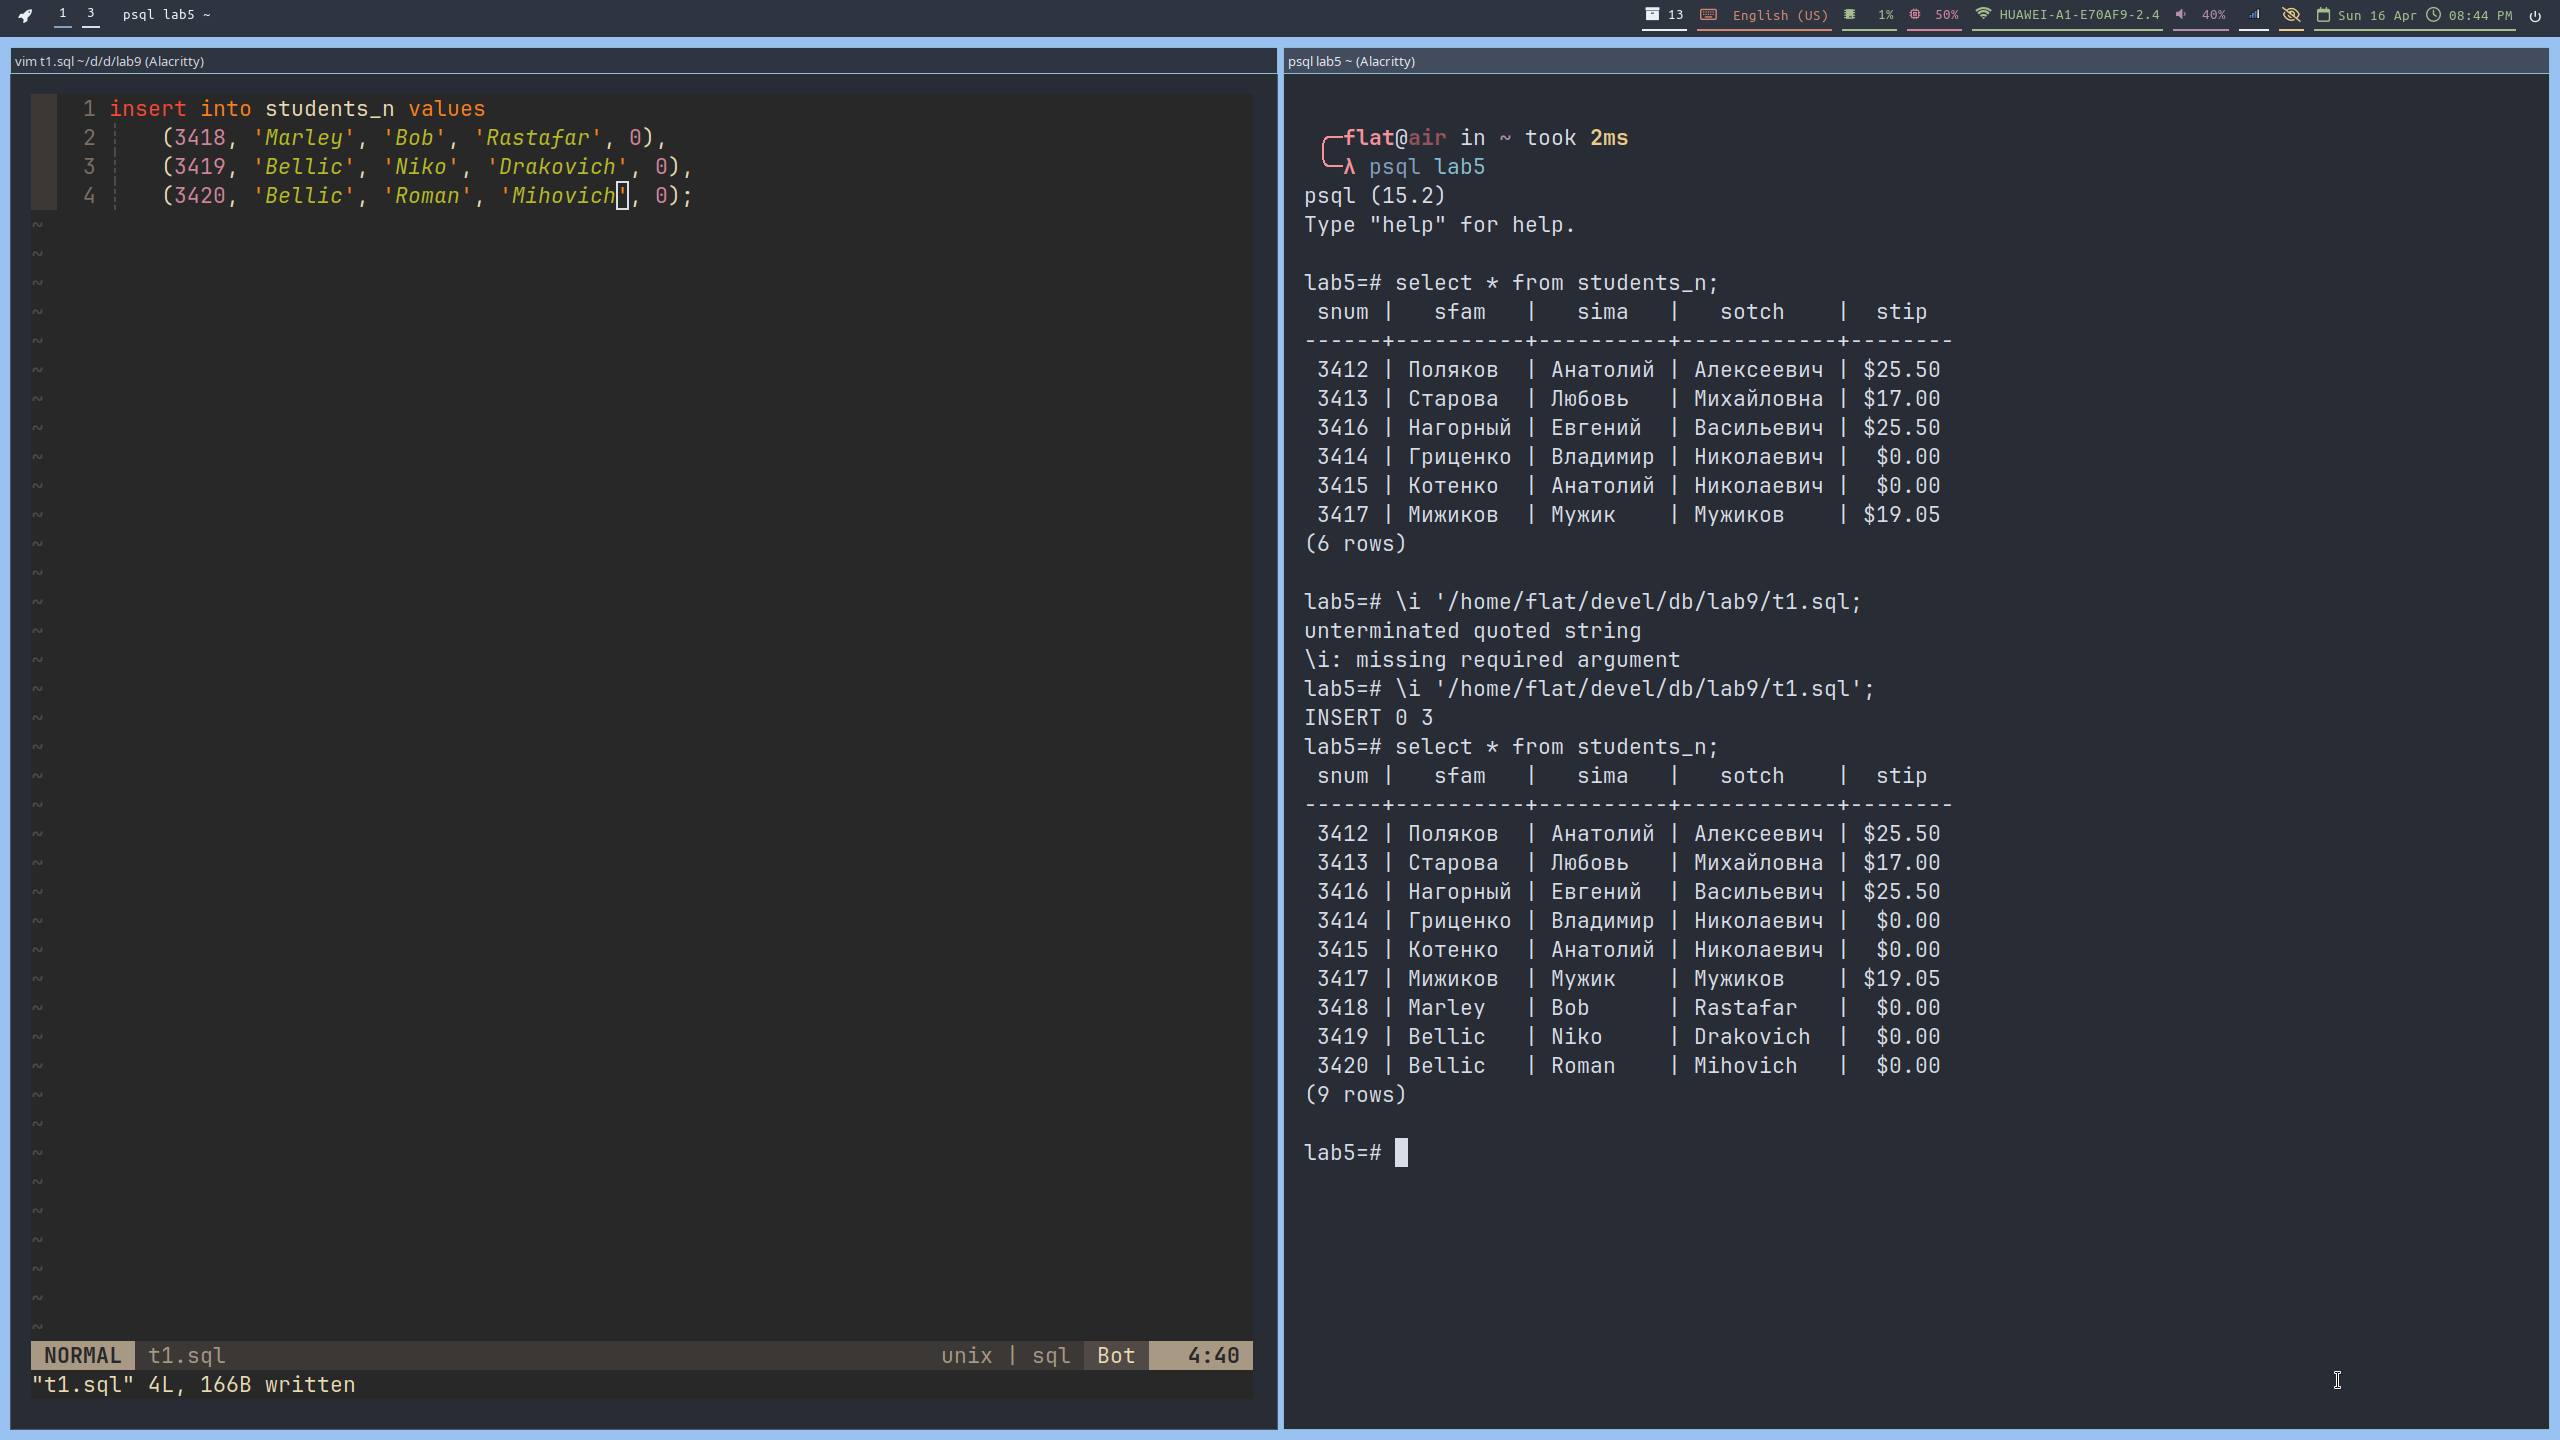 1 3 psql lab5 ~ 13 English (US) 1% 50% HUAWEI-A1-E70AF9-2.4 40% Sun 16 Apr 08:44 PM
vim t1.sql ~/d/d/lab9 (Alacritty)
1 insert into students_n values
2 (3418, 'Marley', 'Bob', 'Rastafar', 0),
3 (3419, 'Bellic', 'Niko', 'Drakovich', 0),
4 (3420, 'Bellic', 'Roman', 'Mihovich', 0);
NORMAL t1.sql unix | sql Bot 4:40
"t1.sql" 4L, 166B written
psql lab5 ~ (Alacritty)
flat@air in ~ took 2ms
λ psql lab5
psql (15.2)
Type "help" for help.
lab5=# select * from students_n;
snum | sfam | sima | sotch | stip
------+----------+----------+------------+--------
3412 | Поляков | Анатолий | Алексеевич | $25.50
3413 | Старова | Любовь | Михайловна | $17.00
3416 | Нагорный | Евгений | Васильевич | $25.50
3414 | Гриценко | Владимир | Николаевич | $0.00
3415 | Котенко | Анатолий | Николаевич | $0.00
3417 | Мижиков | Мужик | Мужиков | $19.05
(6 rows)
lab5=# \i '/home/flat/devel/db/lab9/t1.sql;
unterminated quoted string
\i: missing required argument
lab5=# \i '/home/flat/devel/db/lab9/t1.sql';
INSERT 0 3
lab5=# select * from students_n;
snum | sfam | sima | sotch | stip
------+----------+----------+------------+--------
3412 | Поляков | Анатолий | Алексеевич | $25.50
3413 | Старова | Любовь | Михайловна | $17.00
3416 | Нагорный | Евгений | Васильевич | $25.50
3414 | Гриценко | Владимир | Николаевич | $0.00
3415 | Котенко | Анатолий | Николаевич | $0.00
3417 | Мижиков | Мужик | Мужиков | $19.05
3418 | Marley | Bob | Rastafar | $0.00
3419 | Bellic | Niko | Drakovich | $0.00
3420 | Bellic | Roman | Mihovich | $0.00
(9 rows)
lab5=#